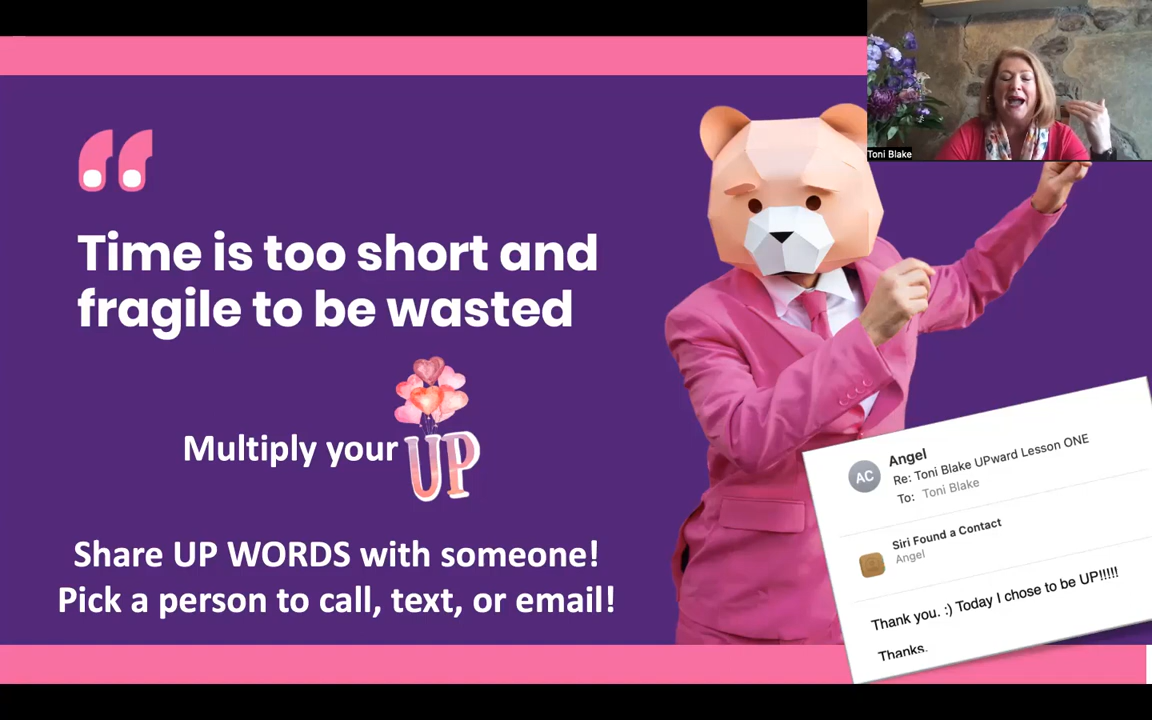 Toni Blake
Time is too short and
fragile to be wasted
Multiply your UP
Share UP WORDS with someone!
Pick a person to call, text, or email!
AC
Angel
Re: Toni Blake UPward Lesson ONE
To: Toni Blake
Siri Found a Contact
Angel
Thank you. :) Today I chose to be UP!!!!!
Thanks.